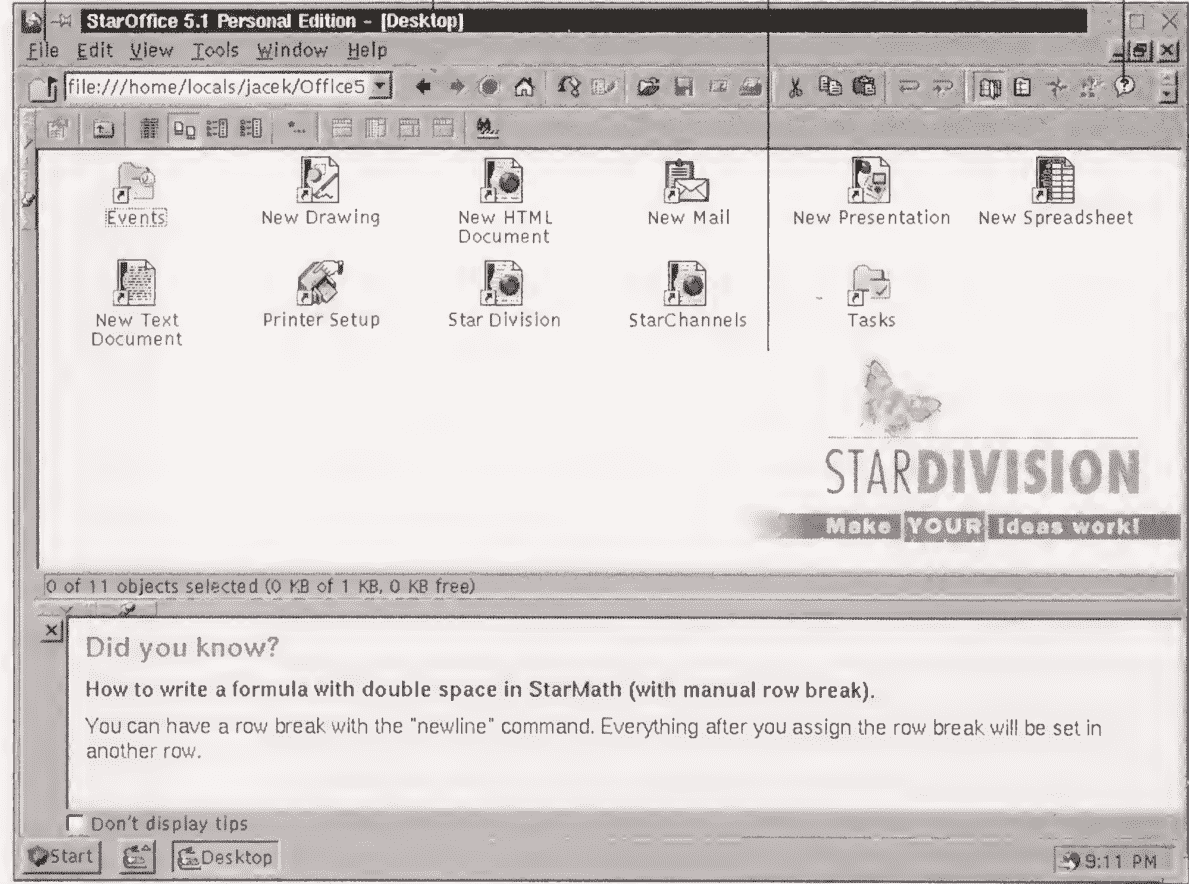 StarOffice 5.1 Personal Edition - [Desktop]
File Edit View Tools Window Help
file:///home/locals/jacek/Office5
Events
New Drawing
New HTML
Document
New Mail
New Presentation
New Spreadsheet
New Text
Document
Printer Setup
Star Division
StarChannels
Tasks
STARDIVISION
Make YOUR ideas work!
0 of 11 objects selected (0 KB of 1 KB, 0 KB free)
Did you know?
How to write a formula with double space in StarMath (with manual row break).
You can have a row break with the "newline" command. Everything after you assign the row break will be set in
another row.
Don't display tips
Start
Desktop
9:11 PM